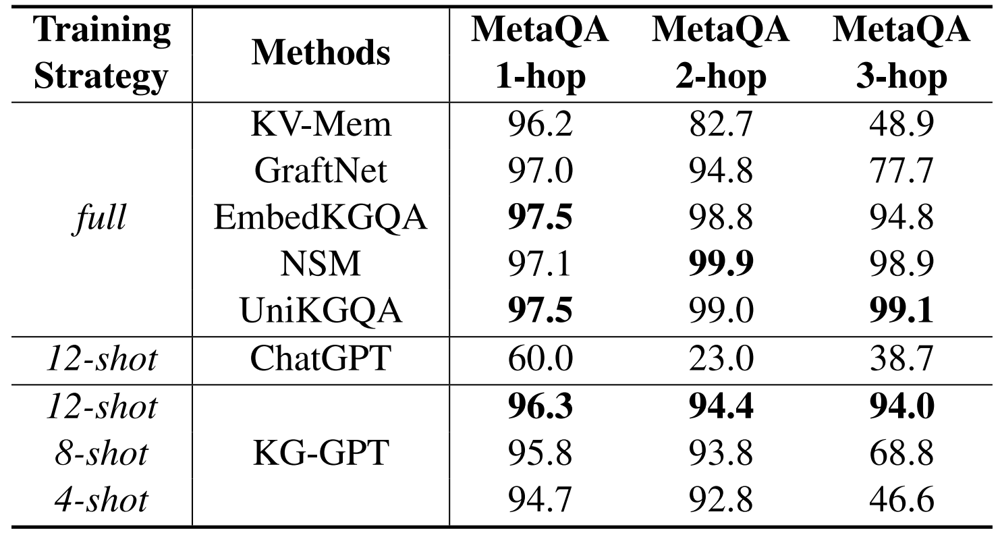 Training Strategy Methods MetaQA 1-hop MetaQA 2-hop MetaQA 3-hop
full KV-Mem 96.2 82.7 48.9
GraftNet 97.0 94.8 77.7
EmbedKGQA 97.5 98.8 94.8
NSM 97.1 99.9 98.9
UniKGQA 97.5 99.0 99.1
12-shot ChatGPT 60.0 23.0 38.7
12-shot 96.3 94.4 94.0
8-shot KG-GPT 95.8 93.8 68.8
4-shot 94.7 92.8 46.6